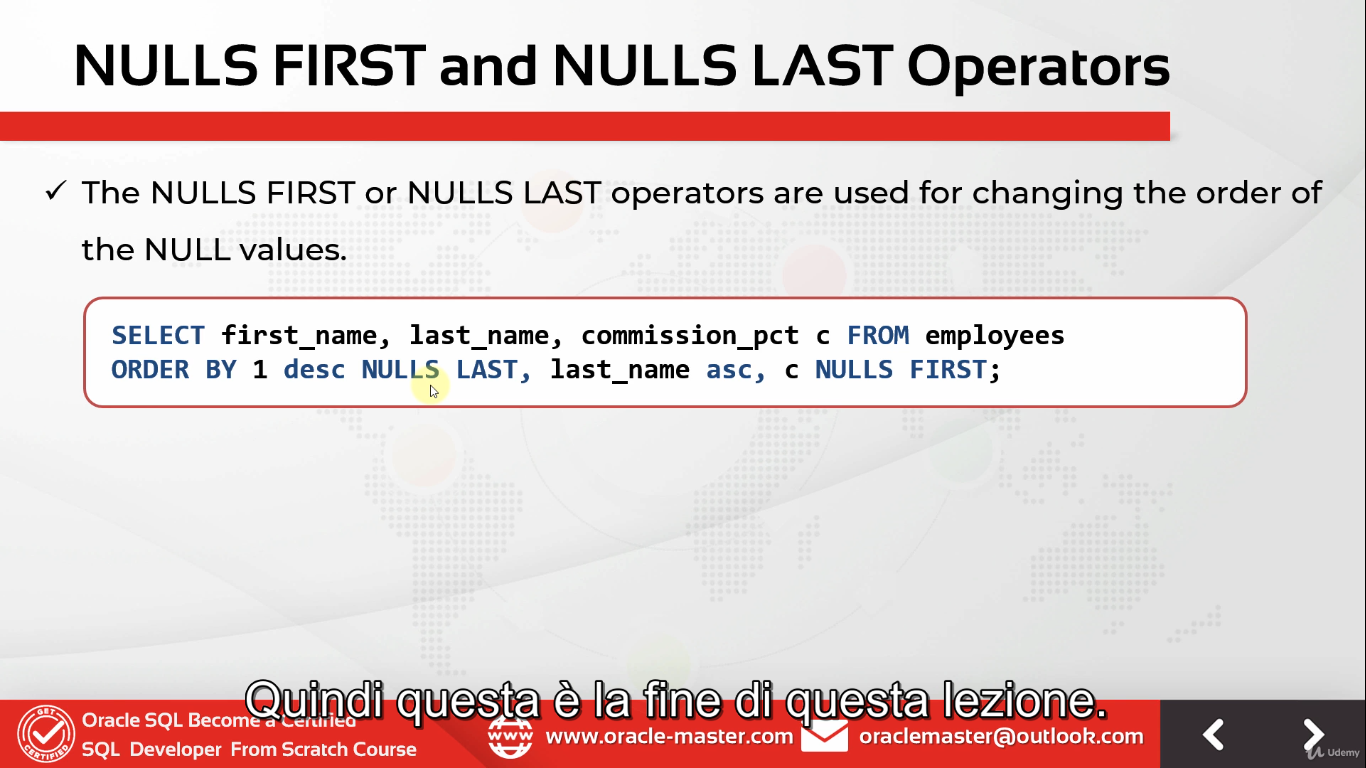 NULLS FIRST and NULLS LAST Operators
✓ The NULLS FIRST or NULLS LAST operators are used for changing the order of
the NULL values.
SELECT first_name, last_name, commission_pct c FROM employees
ORDER BY 1 desc NULLS LAST, last_name asc, c NULLS FIRST;
Quindi questa è la fine di questa lezione.
GET
CERTIFIED
Oracle SQL Become a Certified
SQL Developer From Scratch Course
WWW
www.oracle-master.com
oraclemaster@outlook.com
Udemy